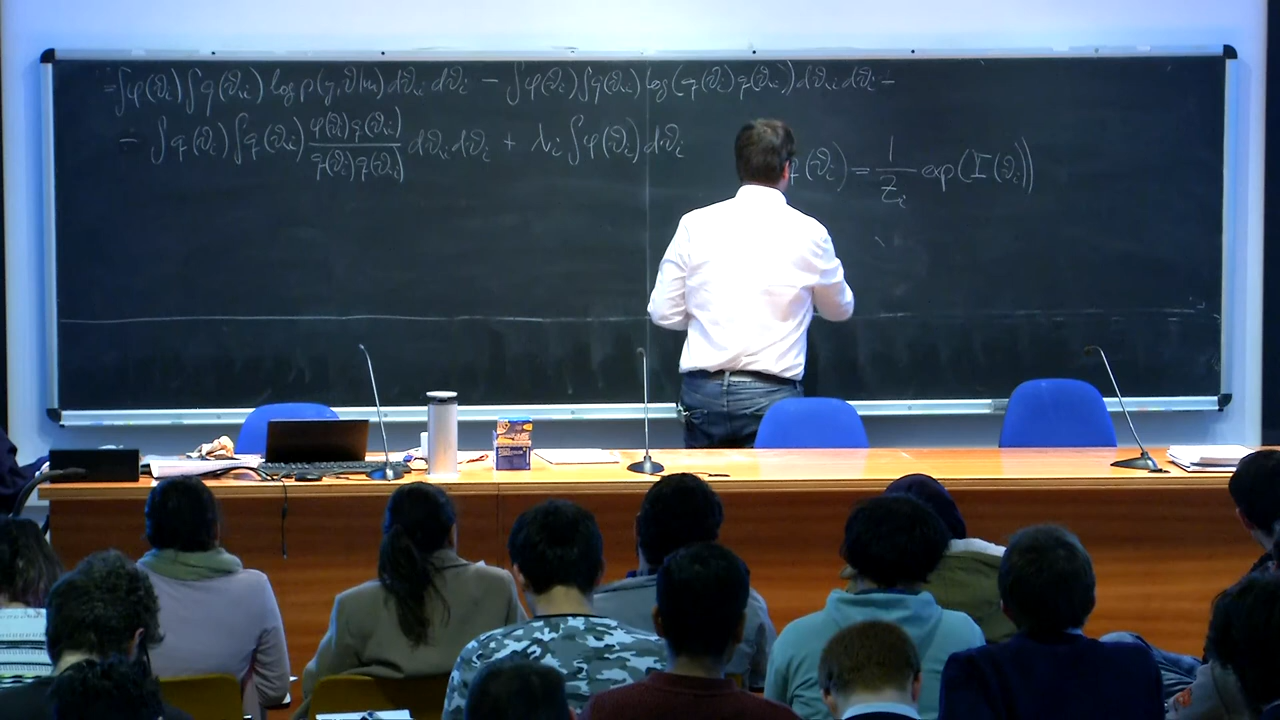 =∫φ(ϑᵢ)∫q(ϑ\ᵢ) log p(y,ϑ|m) dϑ\ᵢ dϑᵢ − ∫φ(ϑᵢ)∫q(ϑ\ᵢ) log(q(ϑᵢ)q(ϑ\ᵢ))dϑ\ᵢ dϑᵢ −
− ∫q(ϑᵢ)∫q(ϑ\ᵢ) φ(ϑᵢ)q(ϑ\ᵢ)/q(ϑᵢ)q(ϑ\ᵢ) dϑ\ᵢ dϑᵢ + λᵢ ∫φ(ϑᵢ) dϑᵢ
(ϑᵢ) = 1/Zᵢ exp(I(ϑᵢ))